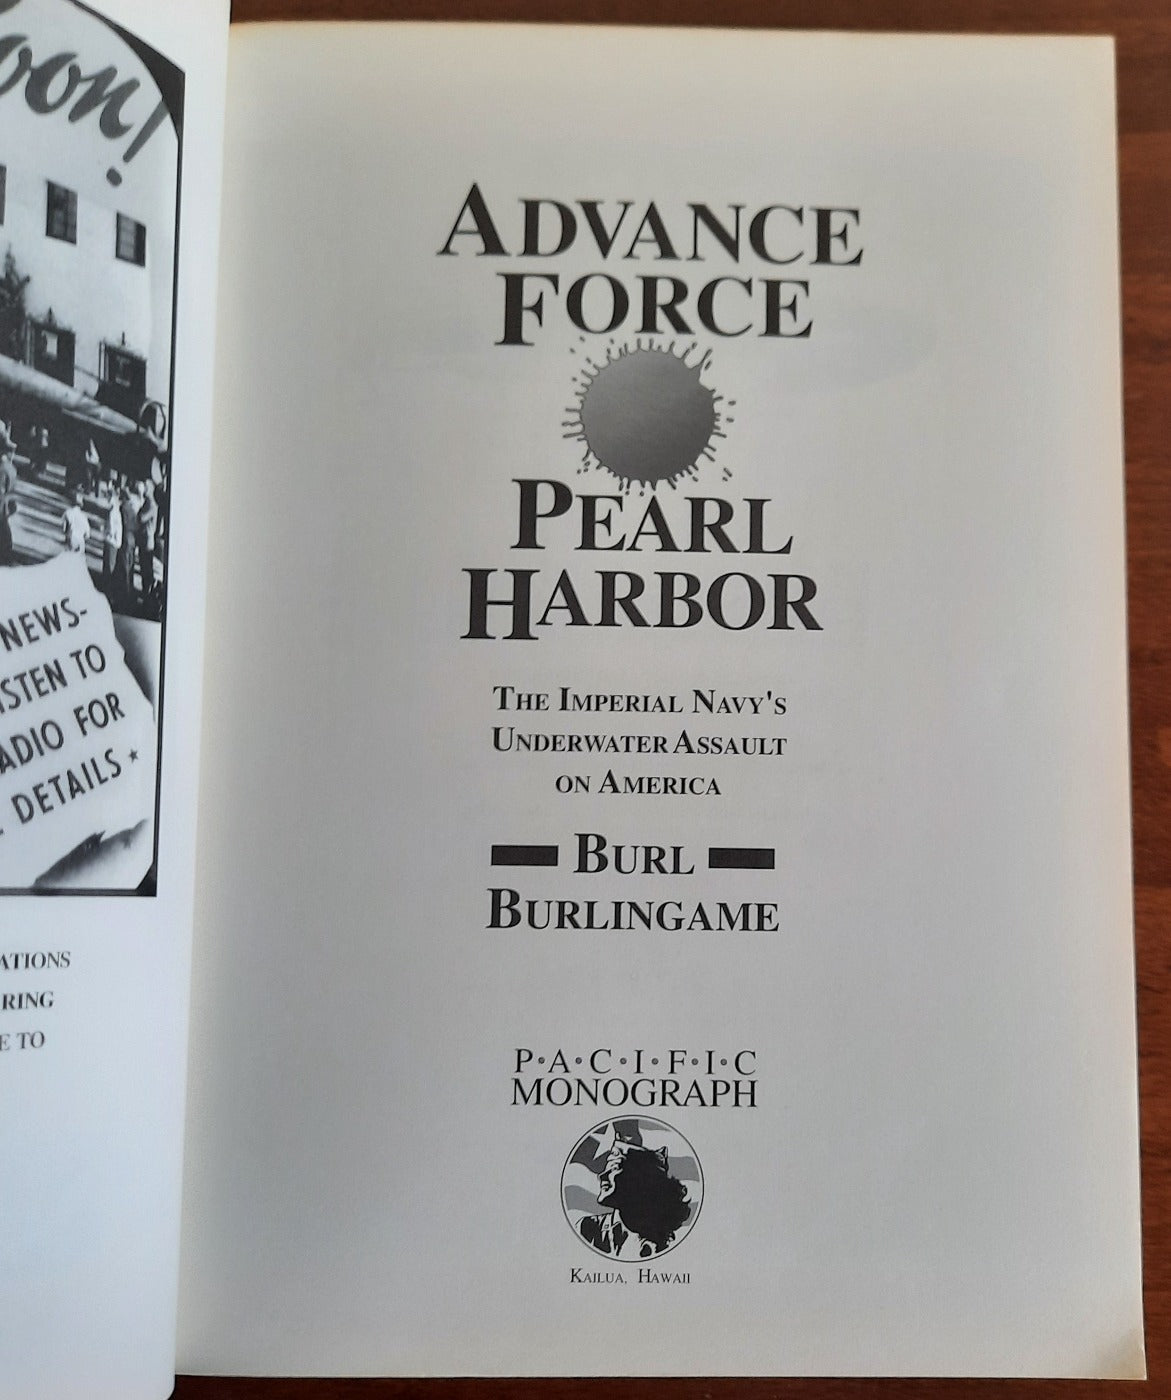 oon!
NEWS-
ISTEN TO
ADIO FOR
DETAILS ★
ATIONS
RING
E TO
ADVANCE
FORCE
PEARL
HARBOR
THE IMPERIAL NAVY'S
UNDERWATER ASSAULT
ON AMERICA
BURL
BURLINGAME
P•A•C•I•F•I•C
MONOGRAPH
KAILUA, HAWAII